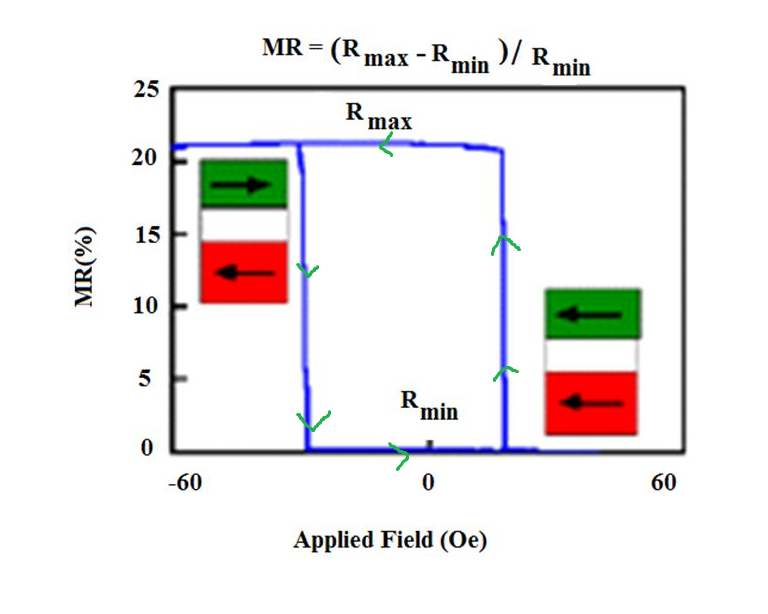 MR = (Rmax - Rmin)/ Rmin
25
Rmax
20
15
MR(%)
10
5
Rmin
0
-60 0 60
Applied Field (Oe)